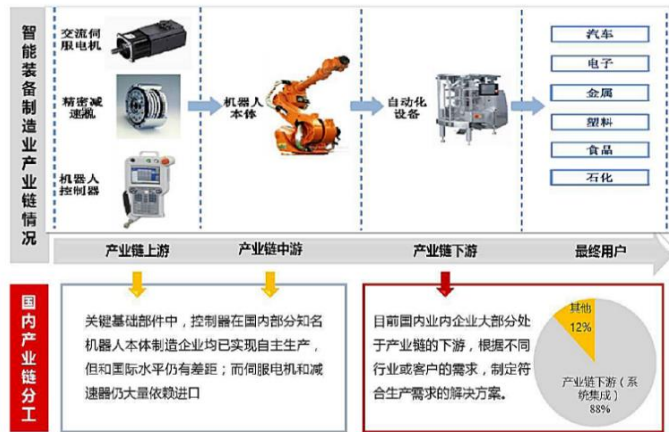 智能装备制造业产业链情况
交流伺
服电机
精密减
速机
机器人
控制器
机器人
本体
自动化
设备
汽车
电子
金属
塑料
食品
石化
产业链上游
产业链中游
产业链下游
最终用户
国内产业链分工
关键基础部件中，控制器在国内部分知名
机器人本体制造企业均已实现自主生产，
但和国际水平仍有差距；而伺服电机和减
速器仍大量依赖进口
目前国内业内企业大部分处
于产业链的下游，根据不同
行业或客户的需求，制定符
合生产需求的解决方案。
其他
12%
产业链下游（系
统集成）
88%